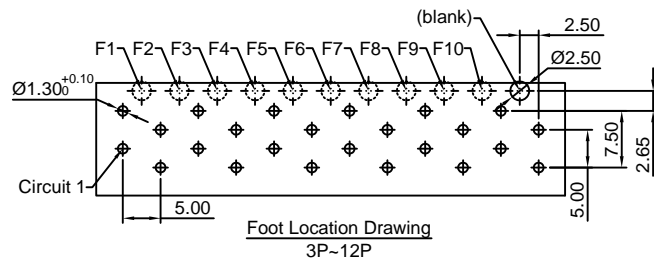 (blank)
2.50
F1 F2 F3 F4 F5 F6 F7 F8 F9 F10
Ø2.50
Ø1.30 +0.10 0
7.50
2.65
5.00
Circuit 1
5.00
Foot Location Drawing
3P~12P